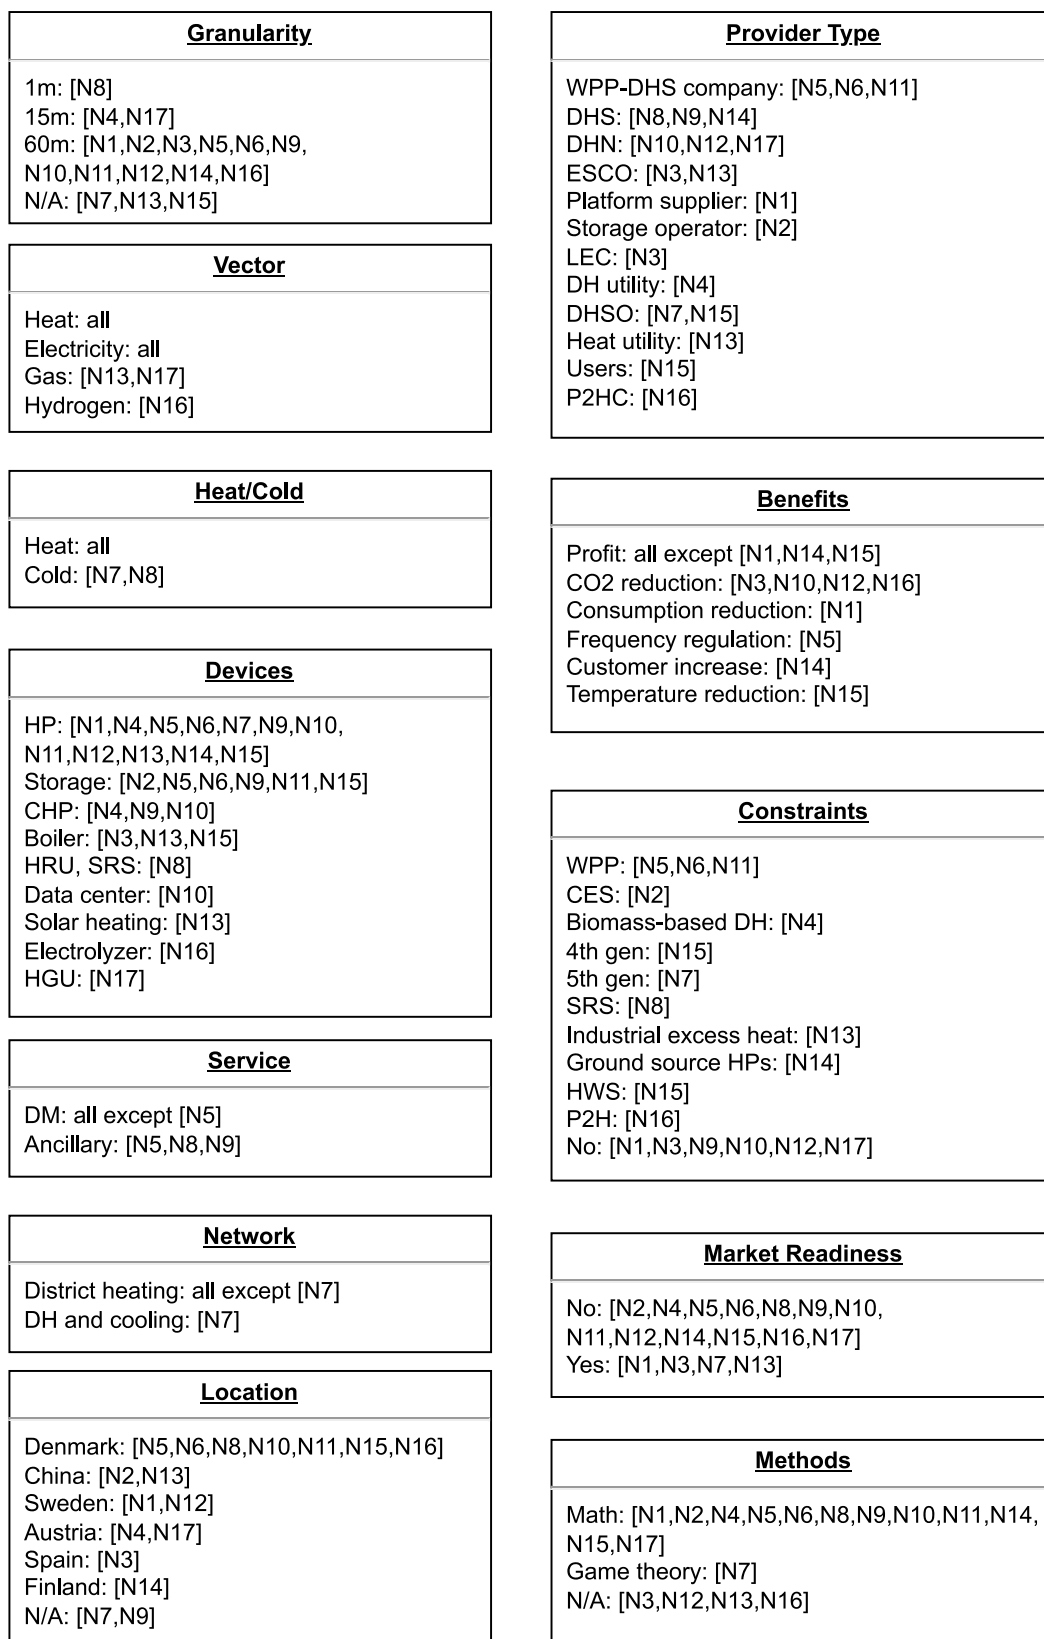 Granularity
1m: [N8]
15m: [N4,N17]
60m: [N1,N2,N3,N5,N6,N9,
N10,N11,N12,N14,N16]
N/A: [N7,N13,N15]
Vector
Heat: all
Electricity: all
Gas: [N13,N17]
Hydrogen: [N16]
Heat/Cold
Heat: all
Cold: [N7,N8]
Devices
HP: [N1,N4,N5,N6,N7,N9,N10,
N11,N12,N13,N14,N15]
Storage: [N2,N5,N6,N9,N11,N15]
CHP: [N4,N9,N10]
Boiler: [N3,N13,N15]
HRU, SRS: [N8]
Data center: [N10]
Solar heating: [N13]
Electrolyzer: [N16]
HGU: [N17]
Service
DM: all except [N5]
Ancillary: [N5,N8,N9]
Network
District heating: all except [N7]
DH and cooling: [N7]
Location
Denmark: [N5,N6,N8,N10,N11,N15,N16]
China: [N2,N13]
Sweden: [N1,N12]
Austria: [N4,N17]
Spain: [N3]
Finland: [N14]
N/A: [N7,N9]
Provider Type
WPP-DHS company: [N5,N6,N11]
DHS: [N8,N9,N14]
DHN: [N10,N12,N17]
ESCO: [N3,N13]
Platform supplier: [N1]
Storage operator: [N2]
LEC: [N3]
DH utility: [N4]
DHSO: [N7,N15]
Heat utility: [N13]
Users: [N15]
P2HC: [N16]
Benefits
Profit: all except [N1,N14,N15]
CO2 reduction: [N3,N10,N12,N16]
Consumption reduction: [N1]
Frequency regulation: [N5]
Customer increase: [N14]
Temperature reduction: [N15]
Constraints
WPP: [N5,N6,N11]
CES: [N2]
Biomass-based DH: [N4]
4th gen: [N15]
5th gen: [N7]
SRS: [N8]
Industrial excess heat: [N13]
Ground source HPs: [N14]
HWS: [N15]
P2H: [N16]
No: [N1,N3,N9,N10,N12,N17]
Market Readiness
No: [N2,N4,N5,N6,N8,N9,N10,
N11,N12,N14,N15,N16,N17]
Yes: [N1,N3,N7,N13]
Methods
Math: [N1,N2,N4,N5,N6,N8,N9,N10,N11,N14,
N15,N17]
Game theory: [N7]
N/A: [N3,N12,N13,N16]